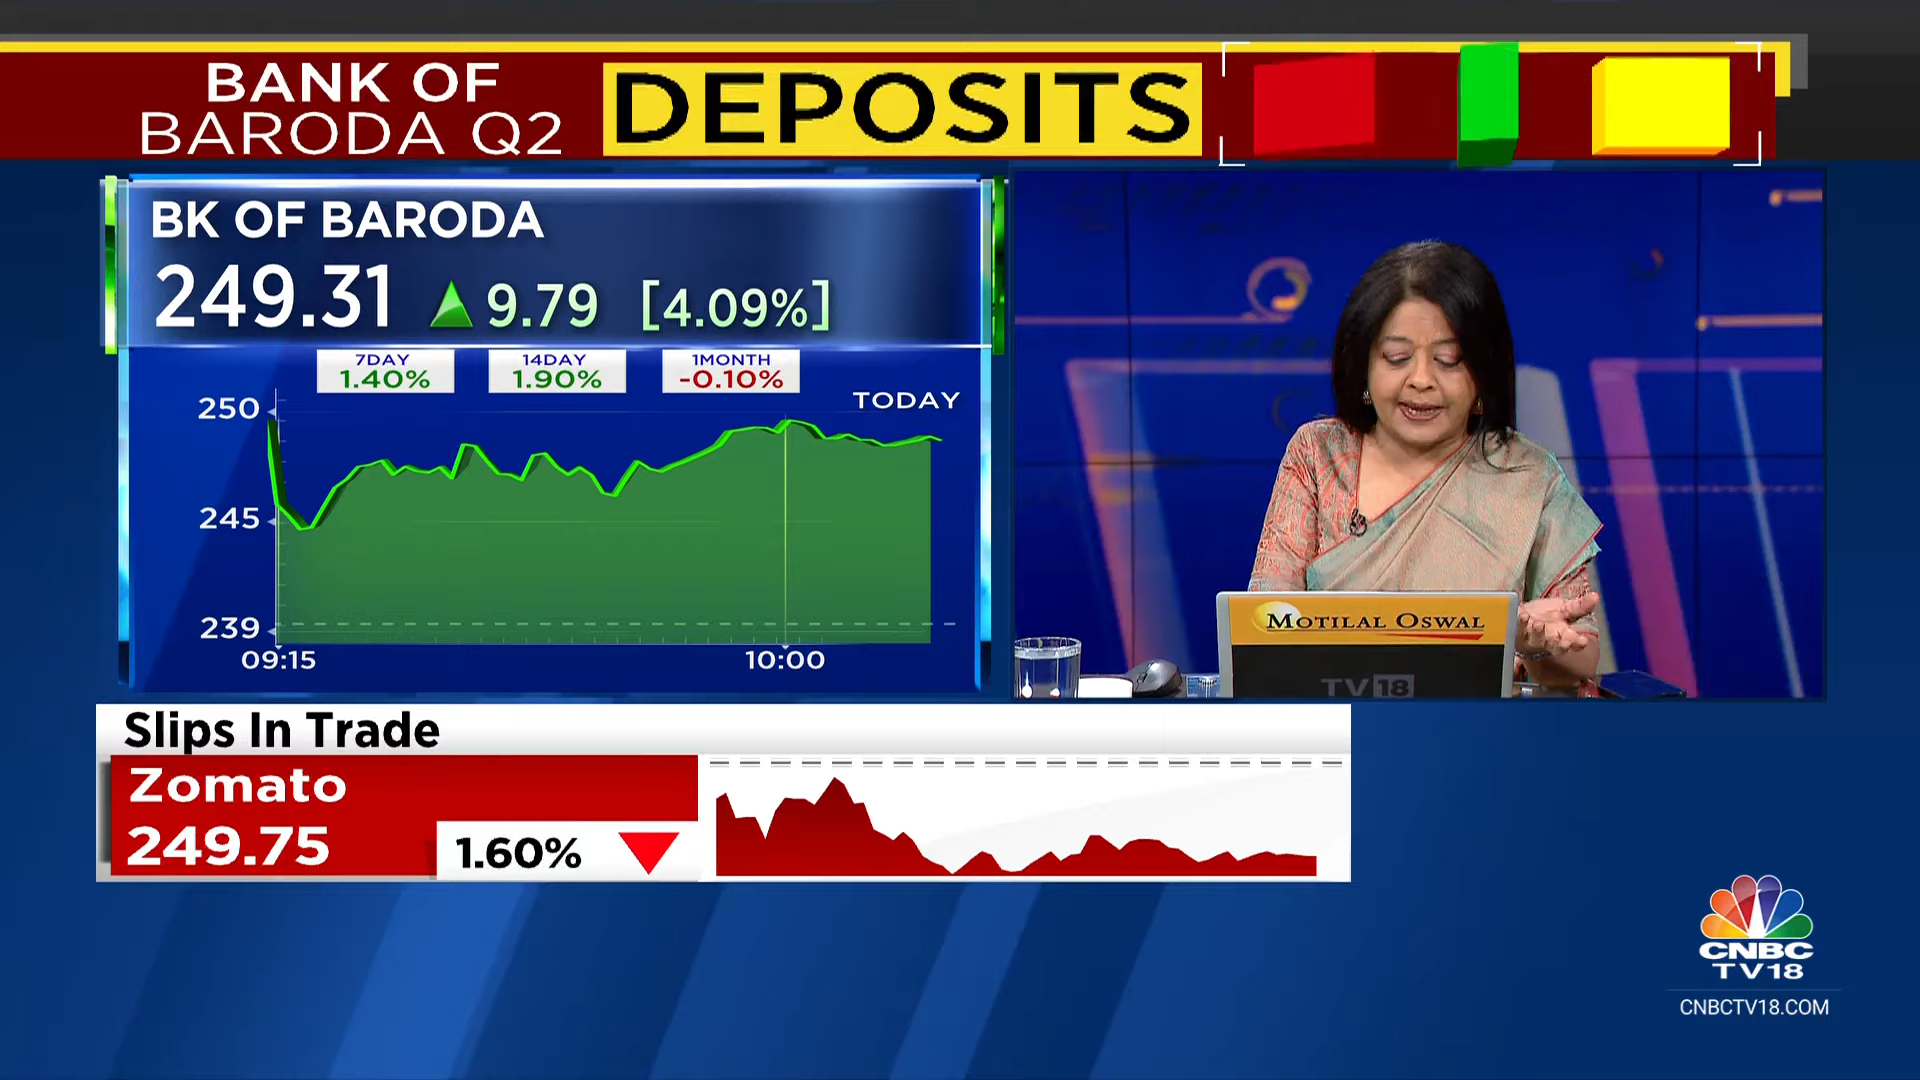 BANK OF
BARODA Q2
DEPOSITS
BK OF BARODA
249.31 ▲ 9.79 [4.09%]
7DAY
1.40%
14DAY
1.90%
1MONTH
-0.10%
TODAY
250
245
239
09:15
10:00
MOTILAL OSWAL
TV18
Slips In Trade
Zomato
249.75
1.60% ▼
CNBC
TV18
CNBCTV18.COM